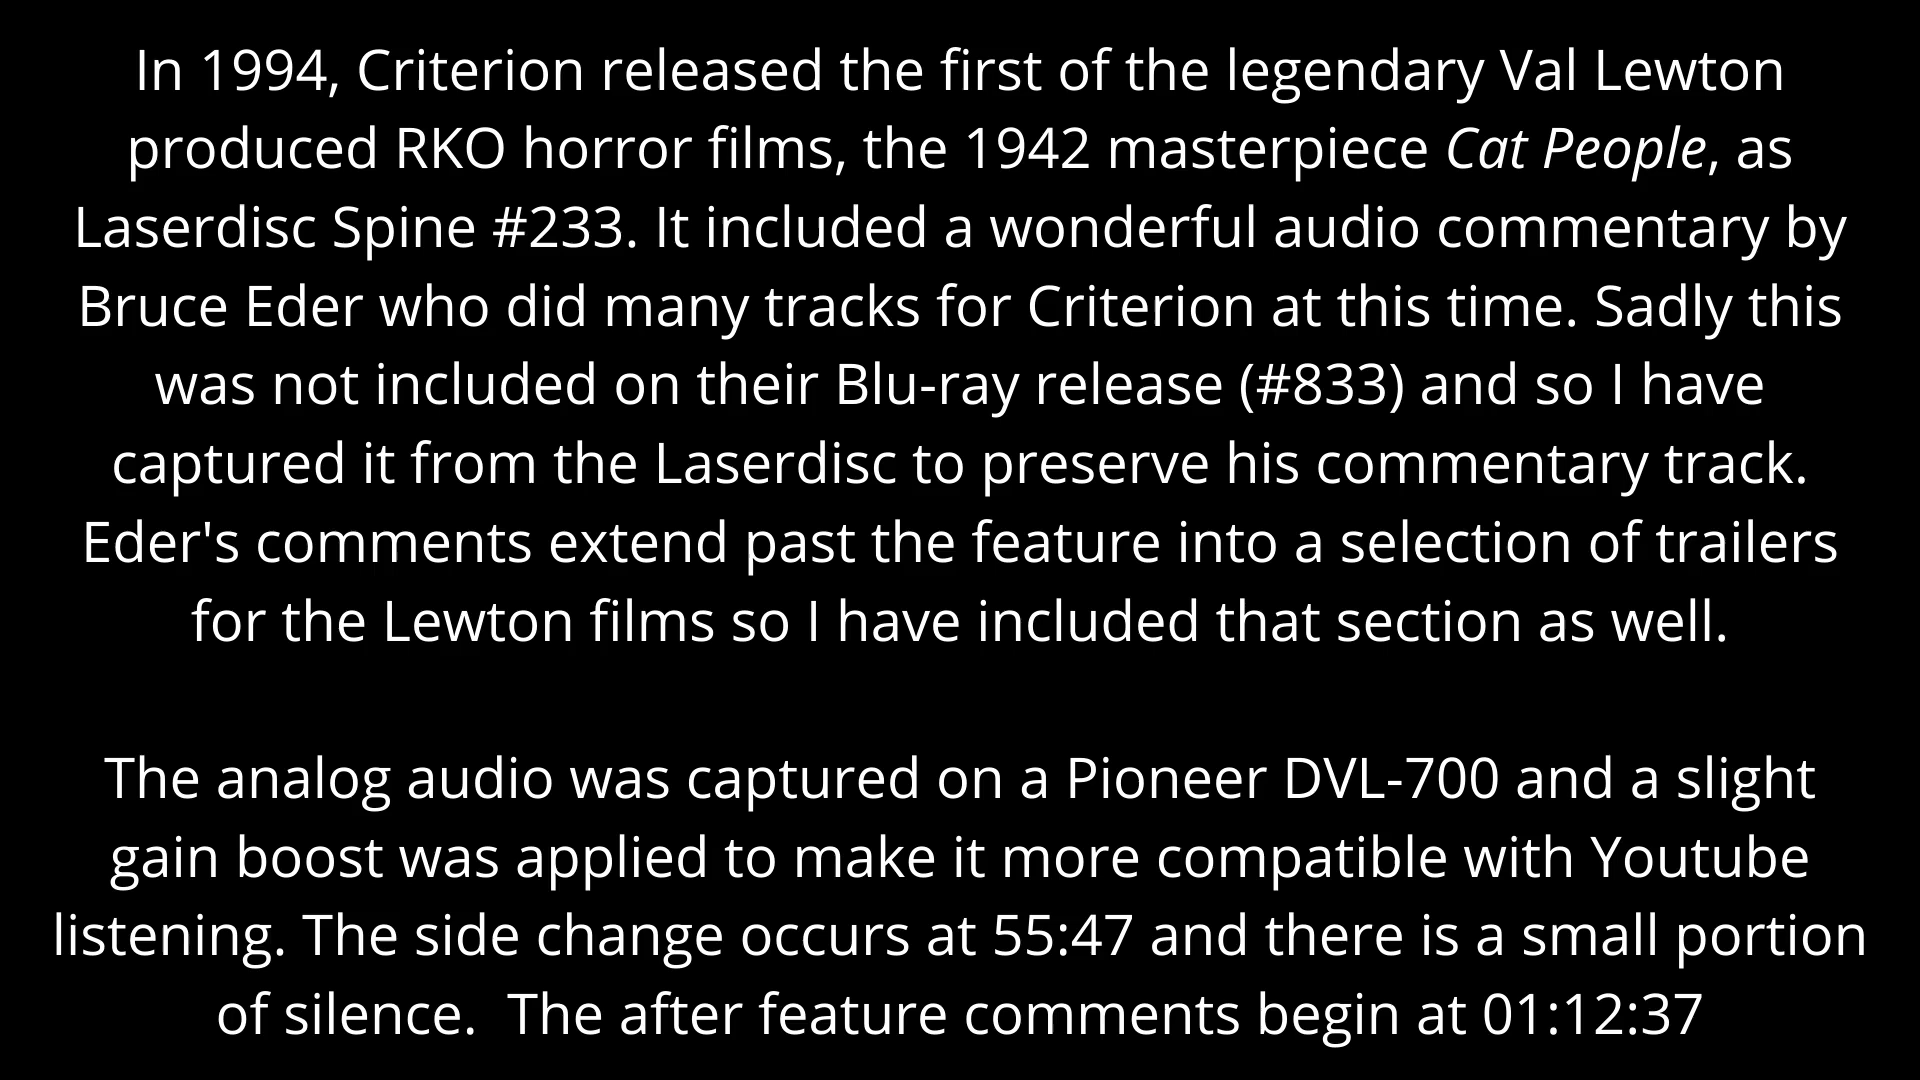 In 1994, Criterion released the first of the legendary Val Lewton
produced RKO horror films, the 1942 masterpiece Cat People, as
Laserdisc Spine #233. It included a wonderful audio commentary by
Bruce Eder who did many tracks for Criterion at this time. Sadly this
was not included on their Blu-ray release (#833) and so I have
captured it from the Laserdisc to preserve his commentary track.
Eder's comments extend past the feature into a selection of trailers
for the Lewton films so I have included that section as well.
The analog audio was captured on a Pioneer DVL-700 and a slight
gain boost was applied to make it more compatible with Youtube
listening. The side change occurs at 55:47 and there is a small portion
of silence.  The after feature comments begin at 01:12:37